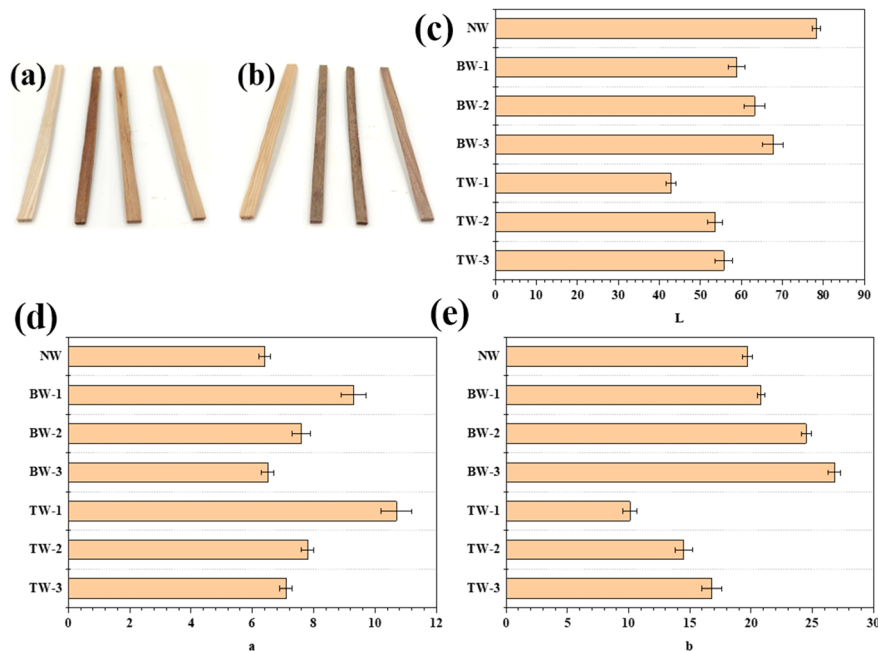 (a)
(b)
(c)
NW
BW-1
BW-2
BW-3
TW-1
TW-2
TW-3
0 10 20 30 40 50 60 70 80 90
L
(d)
NW
BW-1
BW-2
BW-3
TW-1
TW-2
TW-3
0 2 4 6 8 10 12
a
(e)
NW
BW-1
BW-2
BW-3
TW-1
TW-2
TW-3
0 5 10 15 20 25 30
b